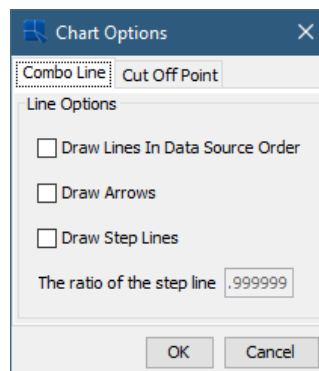 Chart Options
Combo Line Cut Off Point
Line Options
Draw Lines In Data Source Order
Draw Arrows
Draw Step Lines
The ratio of the step line .999999
OK Cancel